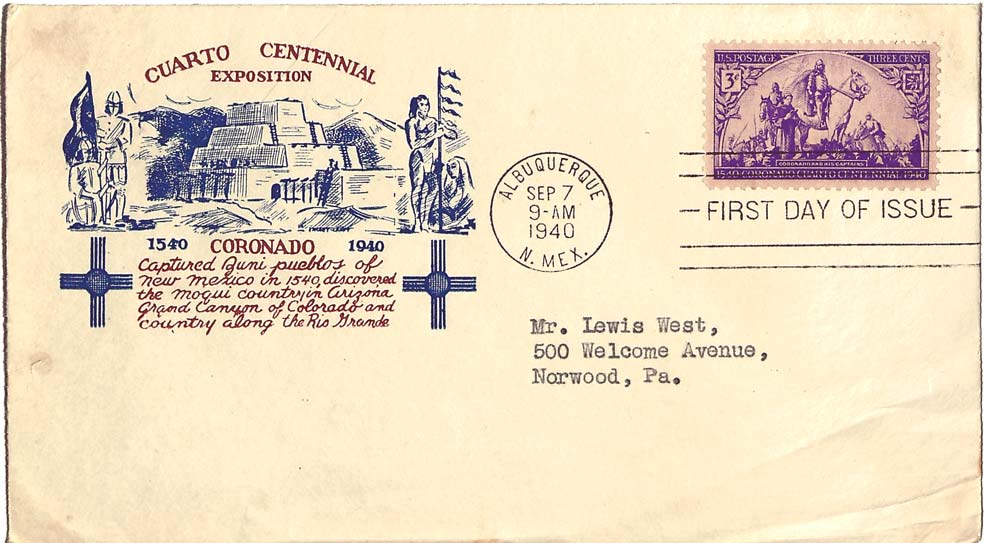 CUARTO CENTENNIAL
EXPOSITION
1540 CORONADO 1940
Captured Zuni pueblos of
new mexico in 1540, discovered
the moqui country in Arizona
Grand Canyon of Colorado and
country along the Rio Grande
ALBUQUERQUE
SEP 7
9-AM
1940
N. MEX.
U.S. POSTAGE THREE CENTS
3¢
CORONADO AND HIS CAPTAINS
1540·CORONADO CUARTO CENTENNIAL·1940
FIRST DAY OF ISSUE
Mr. Lewis West,
500 Welcome Avenue,
Norwood, Pa.